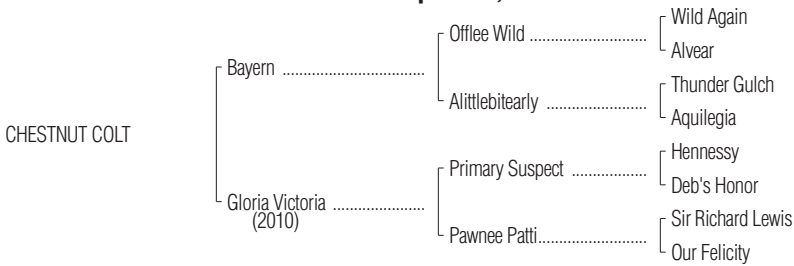 Wild Again
Offlee Wild ..............................
Alvear
Bayern ....................................
Thunder Gulch
Alittlebitearly ............................
Aquilegia
CHESTNUT COLT
Hennessy
Primary Suspect ...................
Deb's Honor
Gloria Victoria .......................
(2010)
Sir Richard Lewis
Pawnee Patti............................
Our Felicity